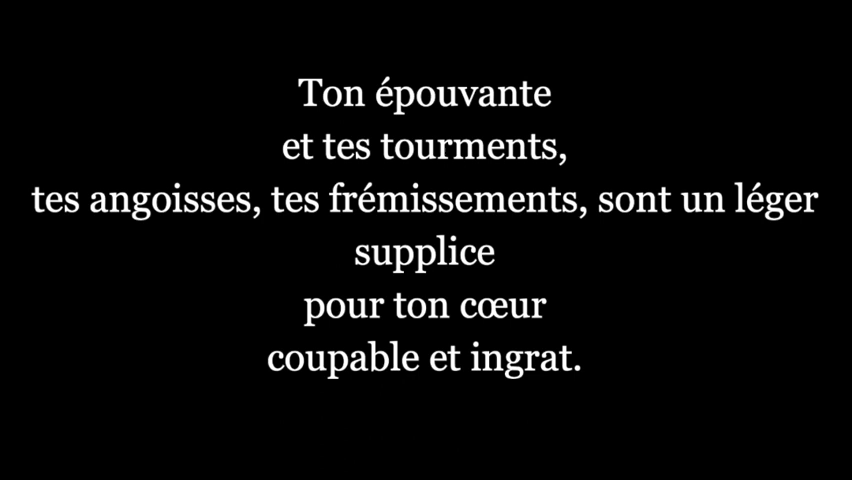 Ton épouvante
et tes tourments,
tes angoisses, tes frémissements, sont un léger
supplice
pour ton cœur
coupable et ingrat.